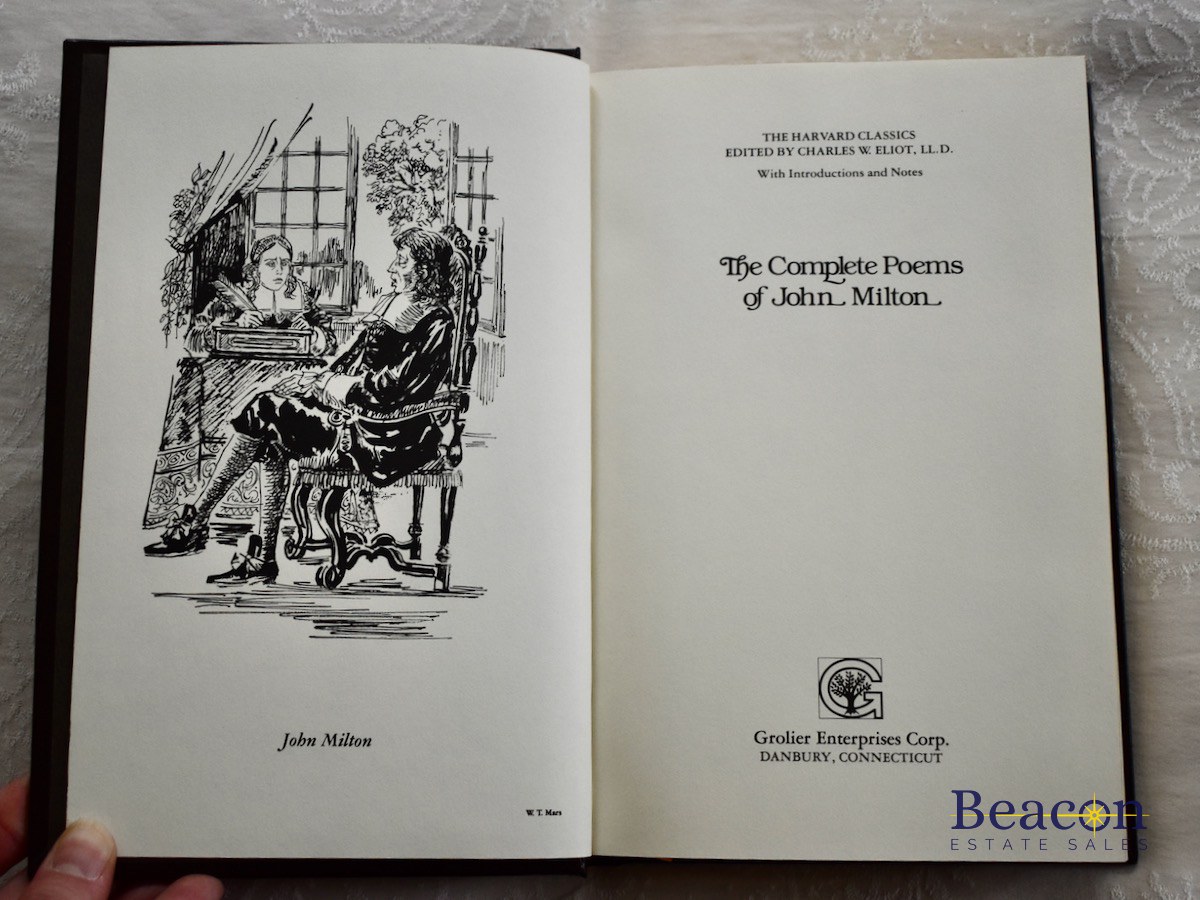 John Milton
W. T. Mars
THE HARVARD CLASSICS
EDITED BY CHARLES W. ELIOT, LL.D.
With Introductions and Notes
The Complete Poems
of John Milton
G
Grolier Enterprises Corp.
DANBURY, CONNECTICUT
Beacon
ESTATE SALES